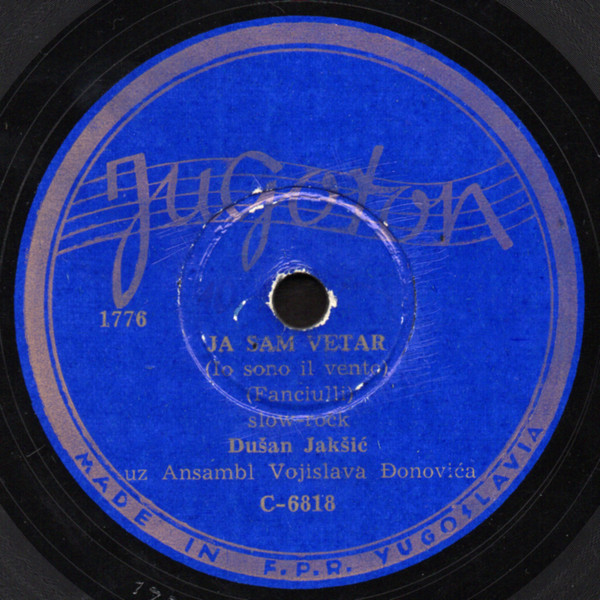 Jugoton
1776
JA SAM VETAR
(Io sono il vento)
(Fanciulli)
slow-rock
Dušan Jakšić
uz Ansambl Vojislava Đonovića
C-6818
MADE IN F.P.R. YUGOSLAVIA